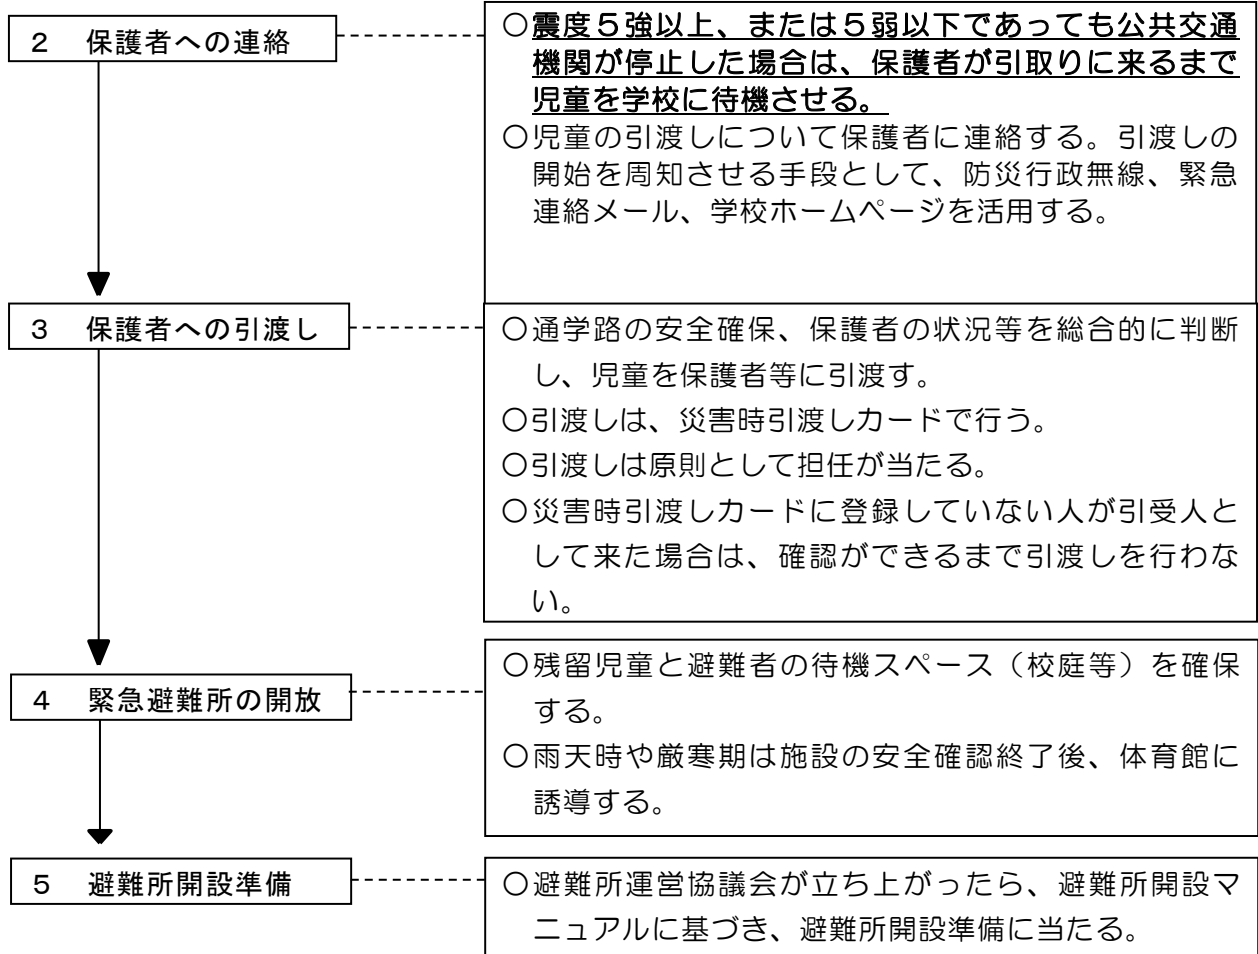 ２　保護者への連絡
○震度５強以上、または５弱以下であっても公共交通
機関が停止した場合は、保護者が引取りに来るまで
児童を学校に待機させる。
○児童の引渡しについて保護者に連絡する。引渡しの
開始を周知させる手段として、防災行政無線、緊急
連絡メール、学校ホームページを活用する。
３　保護者への引渡し
○通学路の安全確保、保護者の状況等を総合的に判断
し、児童を保護者等に引渡す。
○引渡しは、災害時引渡しカードで行う。
○引渡しは原則として担任が当たる。
○災害時引渡しカードに登録していない人が引受人と
して来た場合は、確認ができるまで引渡しを行わな
い。
４　緊急避難所の開放
○残留児童と避難者の待機スペース（校庭等）を確保
する。
○雨天時や厳寒期は施設の安全確認終了後、体育館に
誘導する。
５　避難所開設準備
○避難所運営協議会が立ち上がったら、避難所開設マ
ニュアルに基づき、避難所開設準備に当たる。